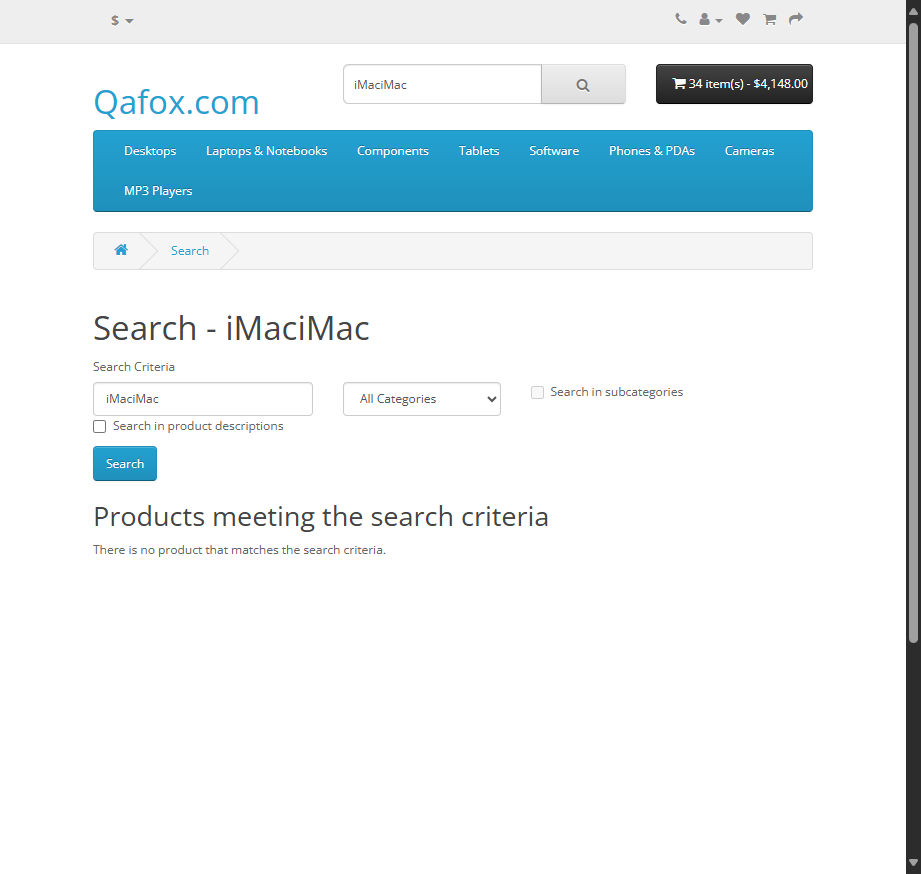 $
iMaciMac
34 item(s) - $4,148.00
Qafox.com
Desktops Laptops & Notebooks Components Tablets Software Phones & PDAs Cameras
MP3 Players
Search
Search - iMaciMac
Search Criteria
iMaciMac All Categories Search in subcategories
Search in product descriptions
Search
Products meeting the search criteria
There is no product that matches the search criteria.